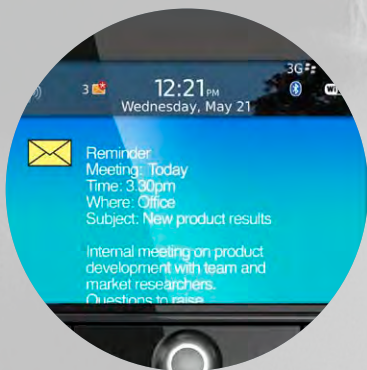 3G
3
12:21PM
Wednesday, May 21
Reminder
Meeting: Today
Time: 3.30pm
Where: Office
Subject: New product results
Internal meeting on product
development with team and
market researchers.
Questions to raise